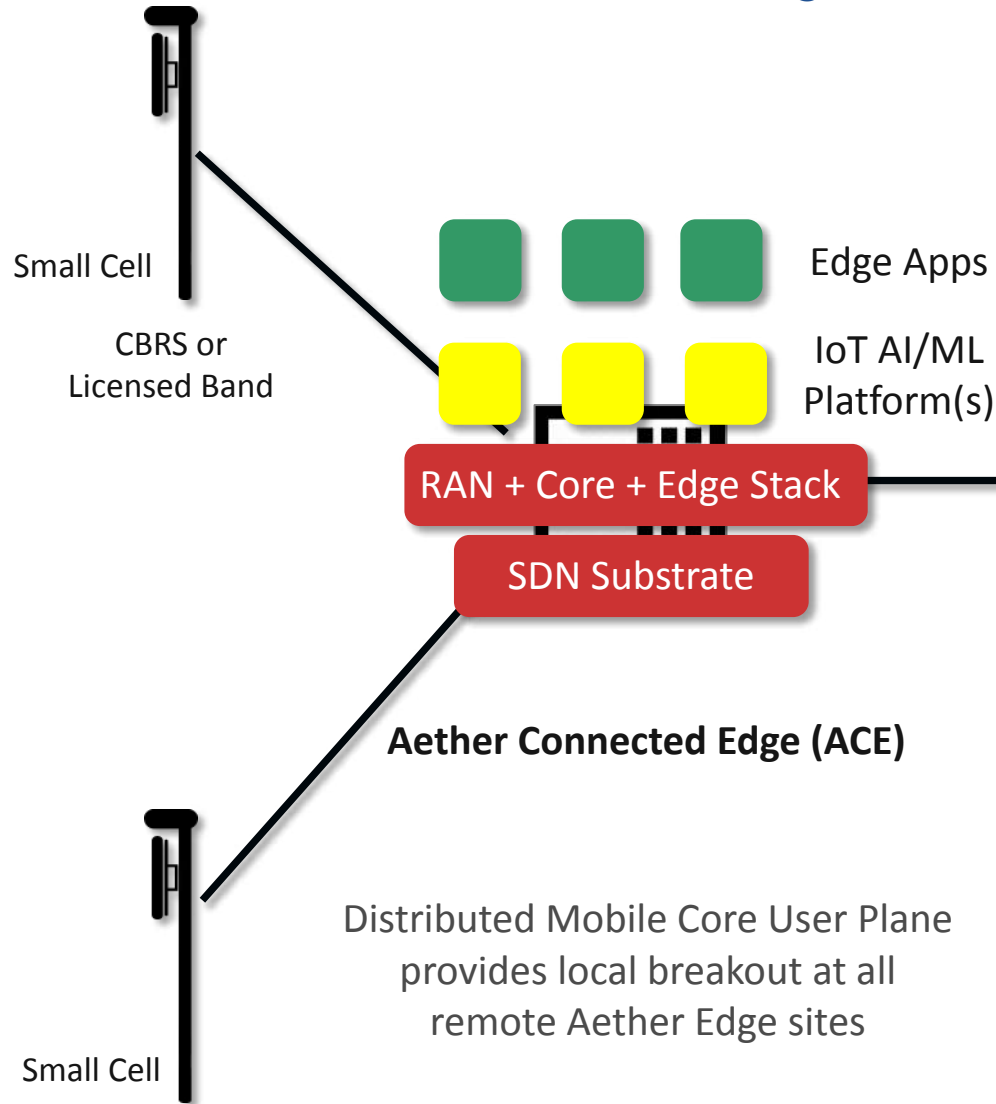 Small Cell
CBRS or
Licensed Band
Edge Apps
IoT AI/ML
Platform(s)
RAN + Core + Edge Stack
SDN Substrate
Aether Connected Edge (ACE)
Distributed Mobile Core User Plane
provides local breakout at all
remote Aether Edge sites
Small Cell